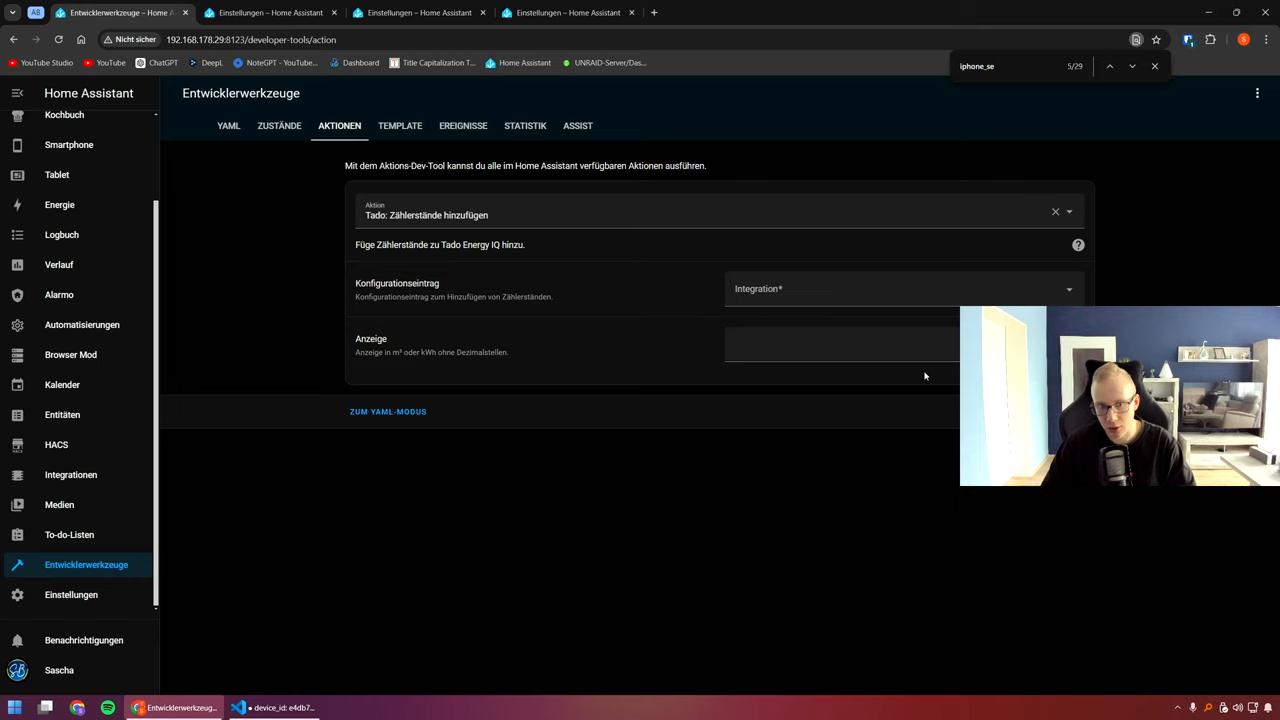 AB
Entwicklerwerkzeuge – Home A
Einstellungen – Home Assistant
Einstellungen – Home Assistant
Einstellungen – Home Assistant
Nicht sicher
192.168.178.29:8123/developer-tools/action
S
YouTube Studio
YouTube
ChatGPT
DeepL
NoteGPT - YouTube...
Dashboard
Title Capitalization T...
Home Assistant
UNRAID-Server/Das...
iphone_se
5/29
Home Assistant
Kochbuch
Smartphone
Tablet
Energie
Logbuch
Verlauf
Alarmo
Automatisierungen
Browser Mod
Kalender
Entitäten
HACS
Integrationen
Medien
To-do-Listen
Entwicklerwerkzeuge
Einstellungen
Benachrichtigungen
Sascha
Entwicklerwerkzeuge
YAML
ZUSTÄNDE
AKTIONEN
TEMPLATE
EREIGNISSE
STATISTIK
ASSIST
Mit dem Aktions-Dev-Tool kannst du alle im Home Assistant verfügbaren Aktionen ausführen.
Aktion
Tado: Zählerstände hinzufügen
Füge Zählerstände zu Tado Energy IQ hinzu.
Konfigurationseintrag
Konfigurationseintrag zum Hinzufügen von Zählerständen.
Integration*
Anzeige
Anzeige in m³ oder kWh ohne Dezimalstellen.
ZUM YAML-MODUS
Entwicklerwerkzeug...
● device_id: e4db7...